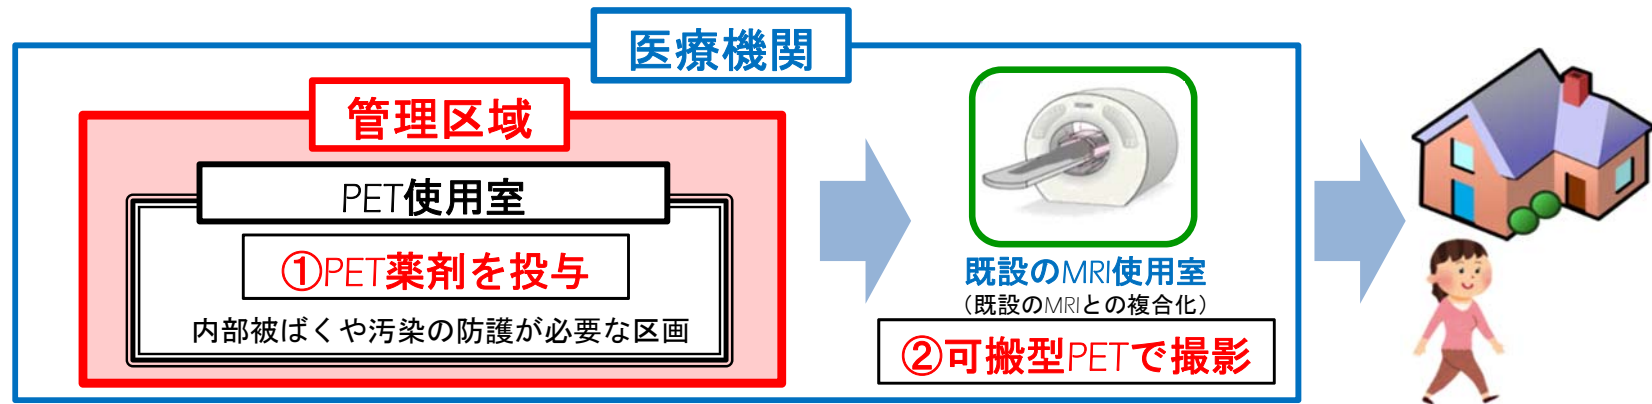 医療機関
管理区域
PET使用室
①PET薬剤を投与
内部被ばくや汚染の防護が必要な区画
既設のMRI使用室
（既設のMRIとの複合化）
②可搬型PETで撮影